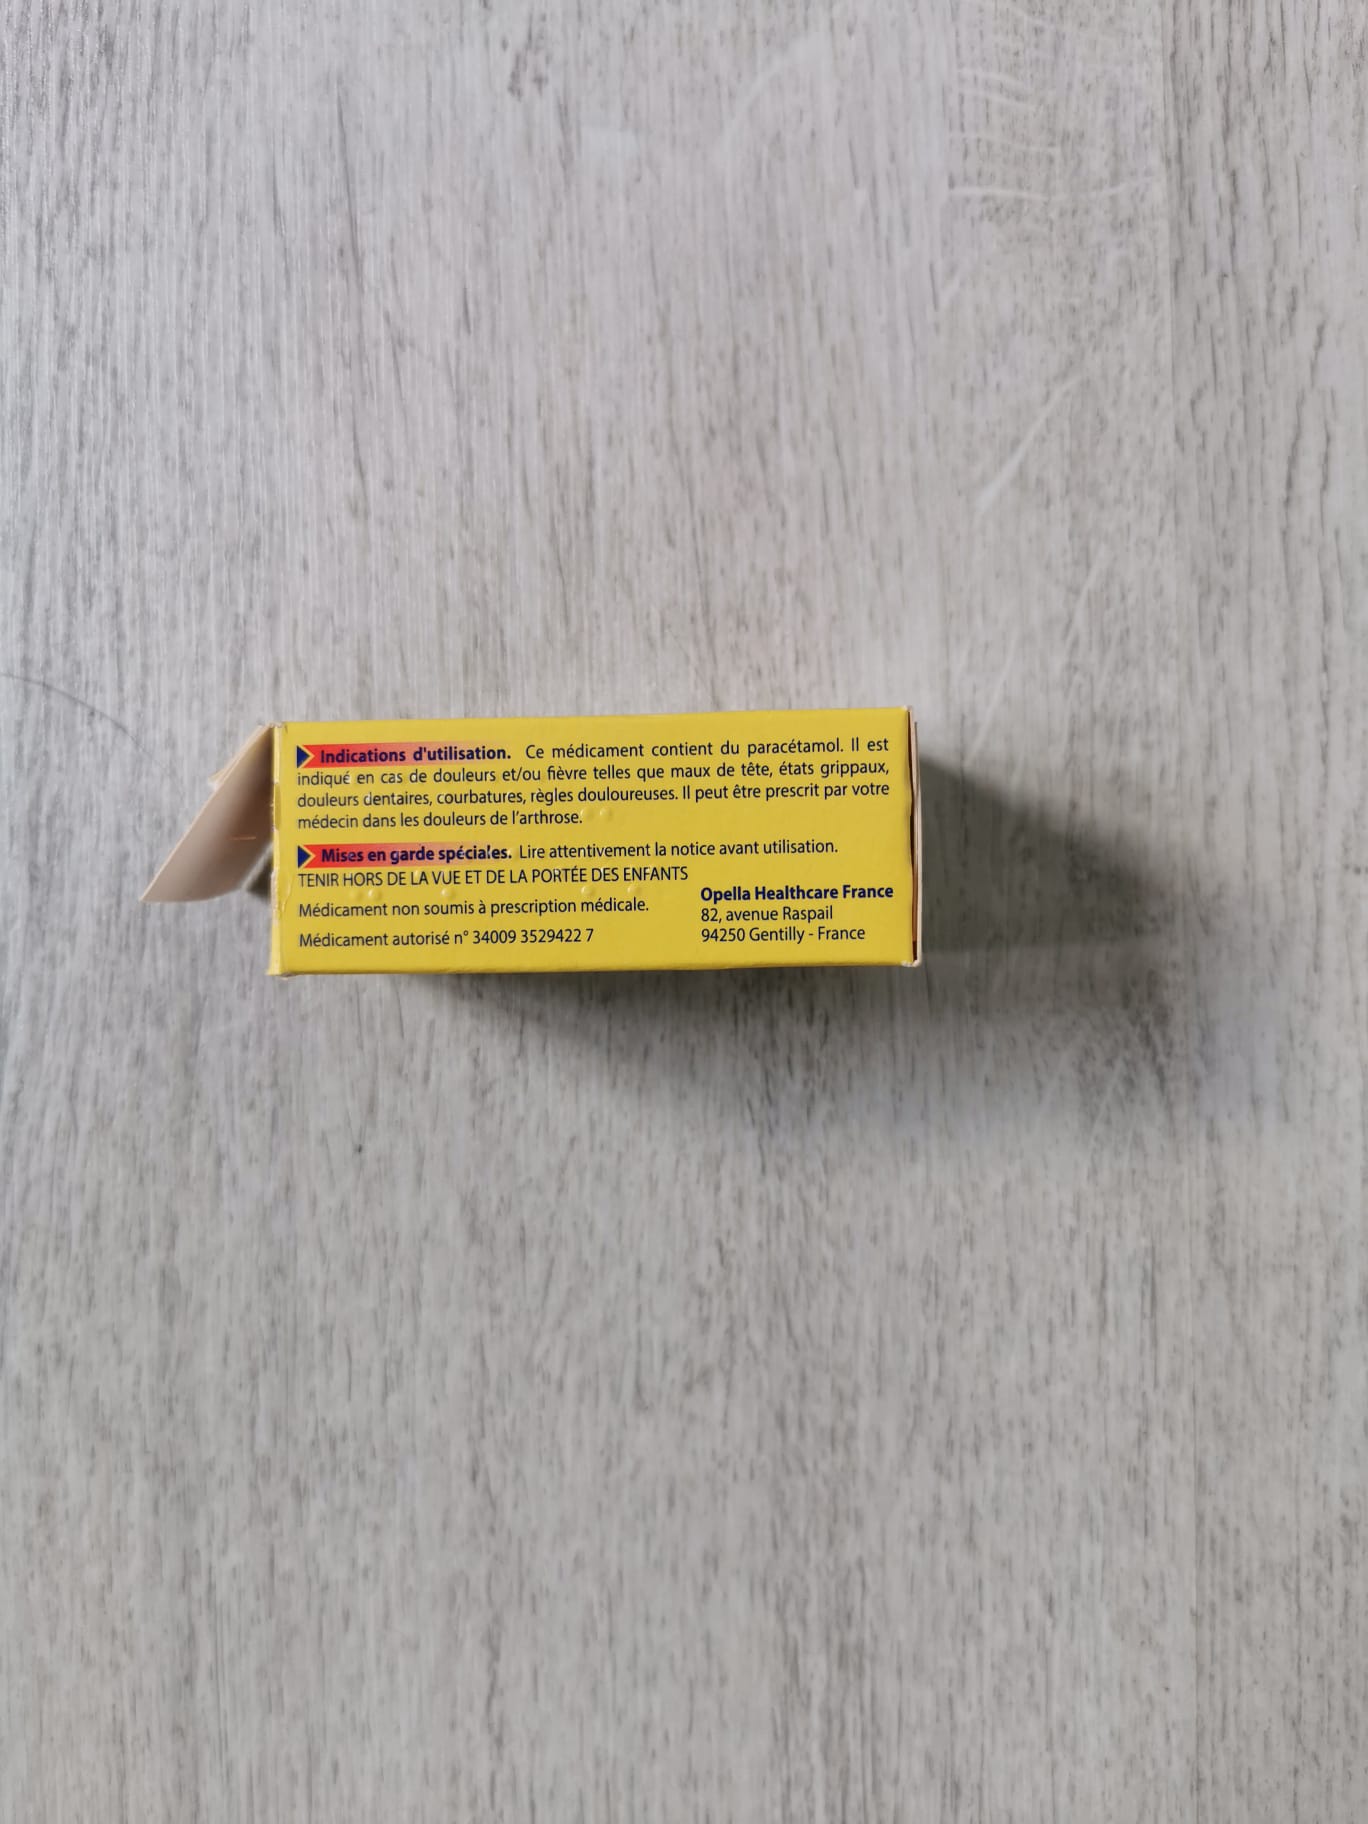 Indications d'utilisation. Ce médicament contient du paracétamol. Il est
indiqué en cas de douleurs et/ou fièvre telles que maux de tête, états grippaux,
douleurs dentaires, courbatures, règles douloureuses. Il peut être prescrit par votre
médecin dans les douleurs de l'arthrose.
Mises en garde spéciales. Lire attentivement la notice avant utilisation.
TENIR HORS DE LA VUE ET DE LA PORTÉE DES ENFANTS
Médicament non soumis à prescription médicale.
Médicament autorisé n° 34009 3529422 7
Opella Healthcare France
82, avenue Raspail
94250 Gentilly - France